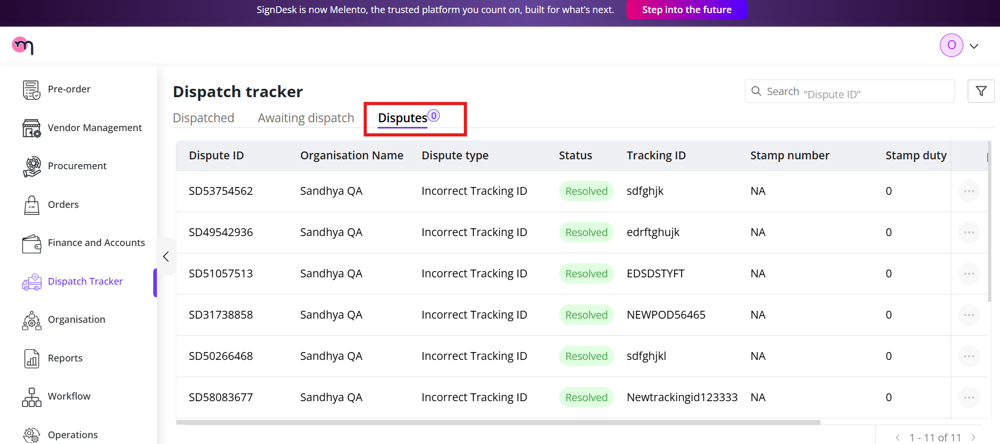 SignDesk is now Melento, the trusted platform you count on, built for what’s next. Step into the future
m
O
Pre-order
Vendor Management
Procurement
Orders
Finance and Accounts
Dispatch Tracker
Organisation
Reports
Workflow
Operations
Dispatch tracker
Search “Dispute ID”
Dispatched Awaiting dispatch Disputes 0
Dispute ID Organisation Name Dispute type Status Tracking ID Stamp number Stamp duty
SD53754562 Sandhya QA Incorrect Tracking ID Resolved sdfghjk NA 0
SD49542936 Sandhya QA Incorrect Tracking ID Resolved edrftghujk NA 0
SD51057513 Sandhya QA Incorrect Tracking ID Resolved EDSDSTYFT NA 0
SD31738858 Sandhya QA Incorrect Tracking ID Resolved NEWPOD56465 NA 0
SD50266468 Sandhya QA Incorrect Tracking ID Resolved sdfghjkl NA 0
SD58083677 Sandhya QA Incorrect Tracking ID Resolved Newtrackingid123333 NA 0
1 - 11 of 11